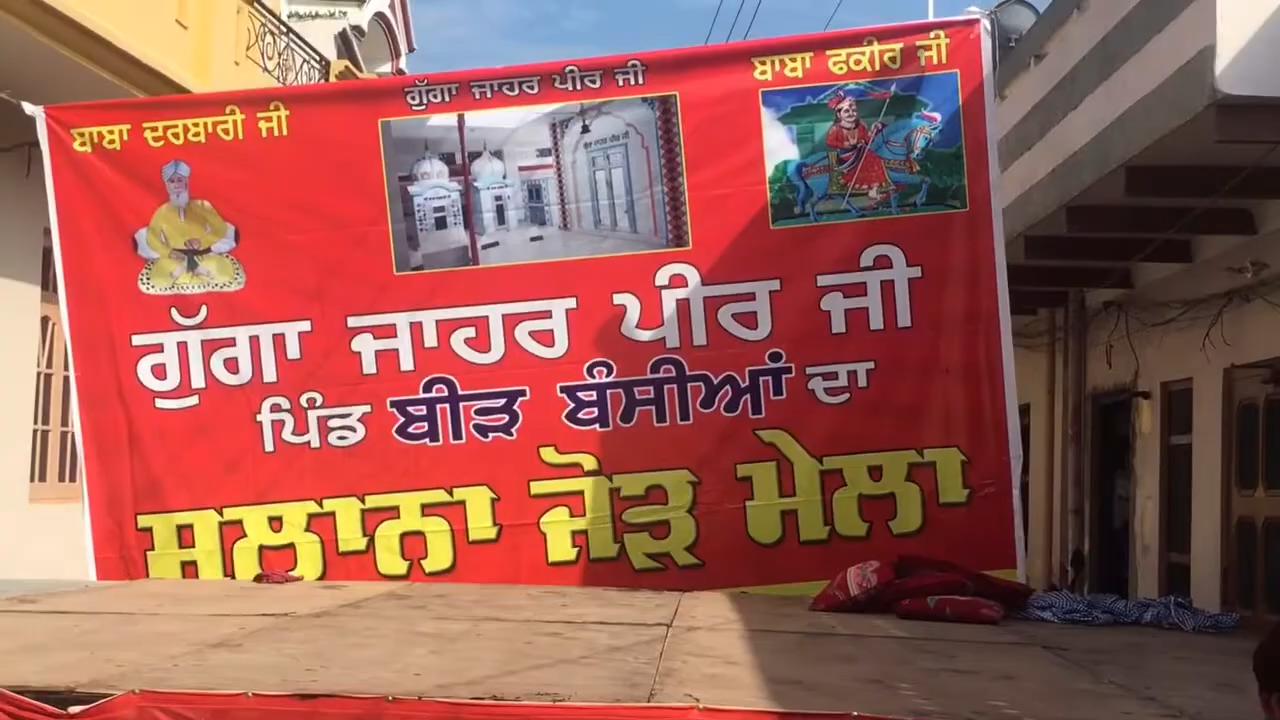 ਬਾਬਾ ਦਰਬਾਰੀ ਜੀ
ਗੁੱਗਾ ਜਾਹਰ ਪੀਰ ਜੀ
ਬਾਬਾ ਫਕੀਰ ਜੀ
ਗੁੱਗਾ ਜਾਹਰ ਪੀਰ ਜੀ
ਪਿੰਡ ਬੀੜ ਬੰਸੀਆਂ ਦਾ
ਸਲਾਨਾ ਜੋੜ ਮੇਲਾ